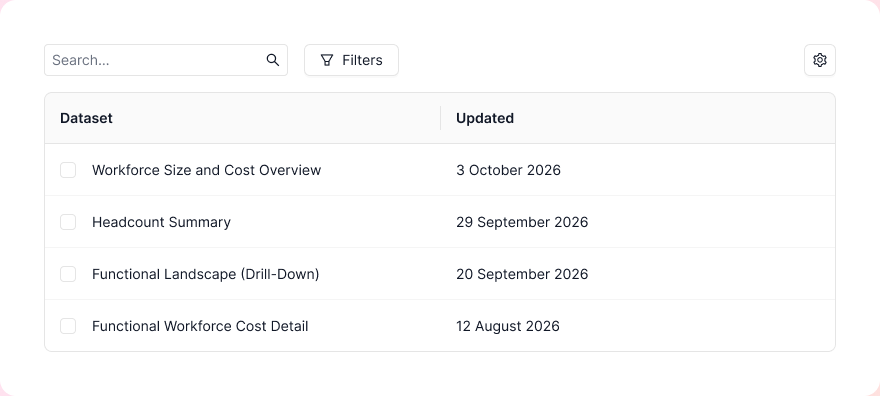 Search...
Filters
Dataset Updated
Workforce Size and Cost Overview 3 October 2026
Headcount Summary 29 September 2026
Functional Landscape (Drill-Down) 20 September 2026
Functional Workforce Cost Detail 12 August 2026